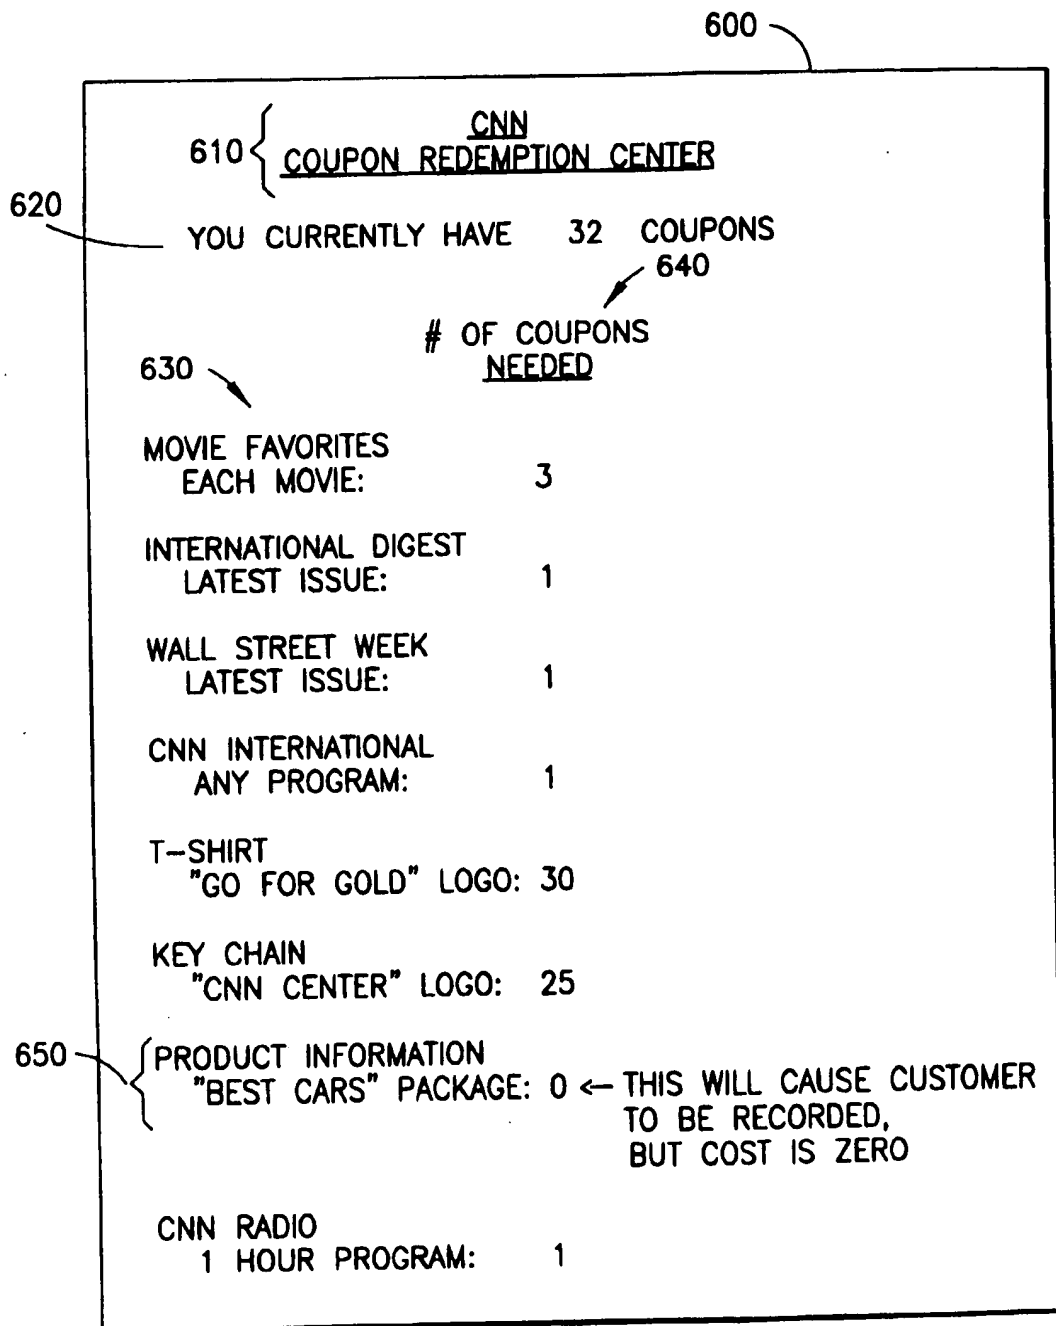 600
CNN
610 COUPON REDEMPTION CENTER
620
YOU CURRENTLY HAVE 32 COUPONS
640
# OF COUPONS
NEEDED
630
MOVIE FAVORITES
EACH MOVIE: 3
INTERNATIONAL DIGEST
LATEST ISSUE: 1
WALL STREET WEEK
LATEST ISSUE: 1
CNN INTERNATIONAL
ANY PROGRAM: 1
T-SHIRT
"GO FOR GOLD" LOGO: 30
KEY CHAIN
"CNN CENTER" LOGO: 25
650 PRODUCT INFORMATION
"BEST CARS" PACKAGE: 0 ← THIS WILL CAUSE CUSTOMER
TO BE RECORDED,
BUT COST IS ZERO
CNN RADIO
1 HOUR PROGRAM: 1